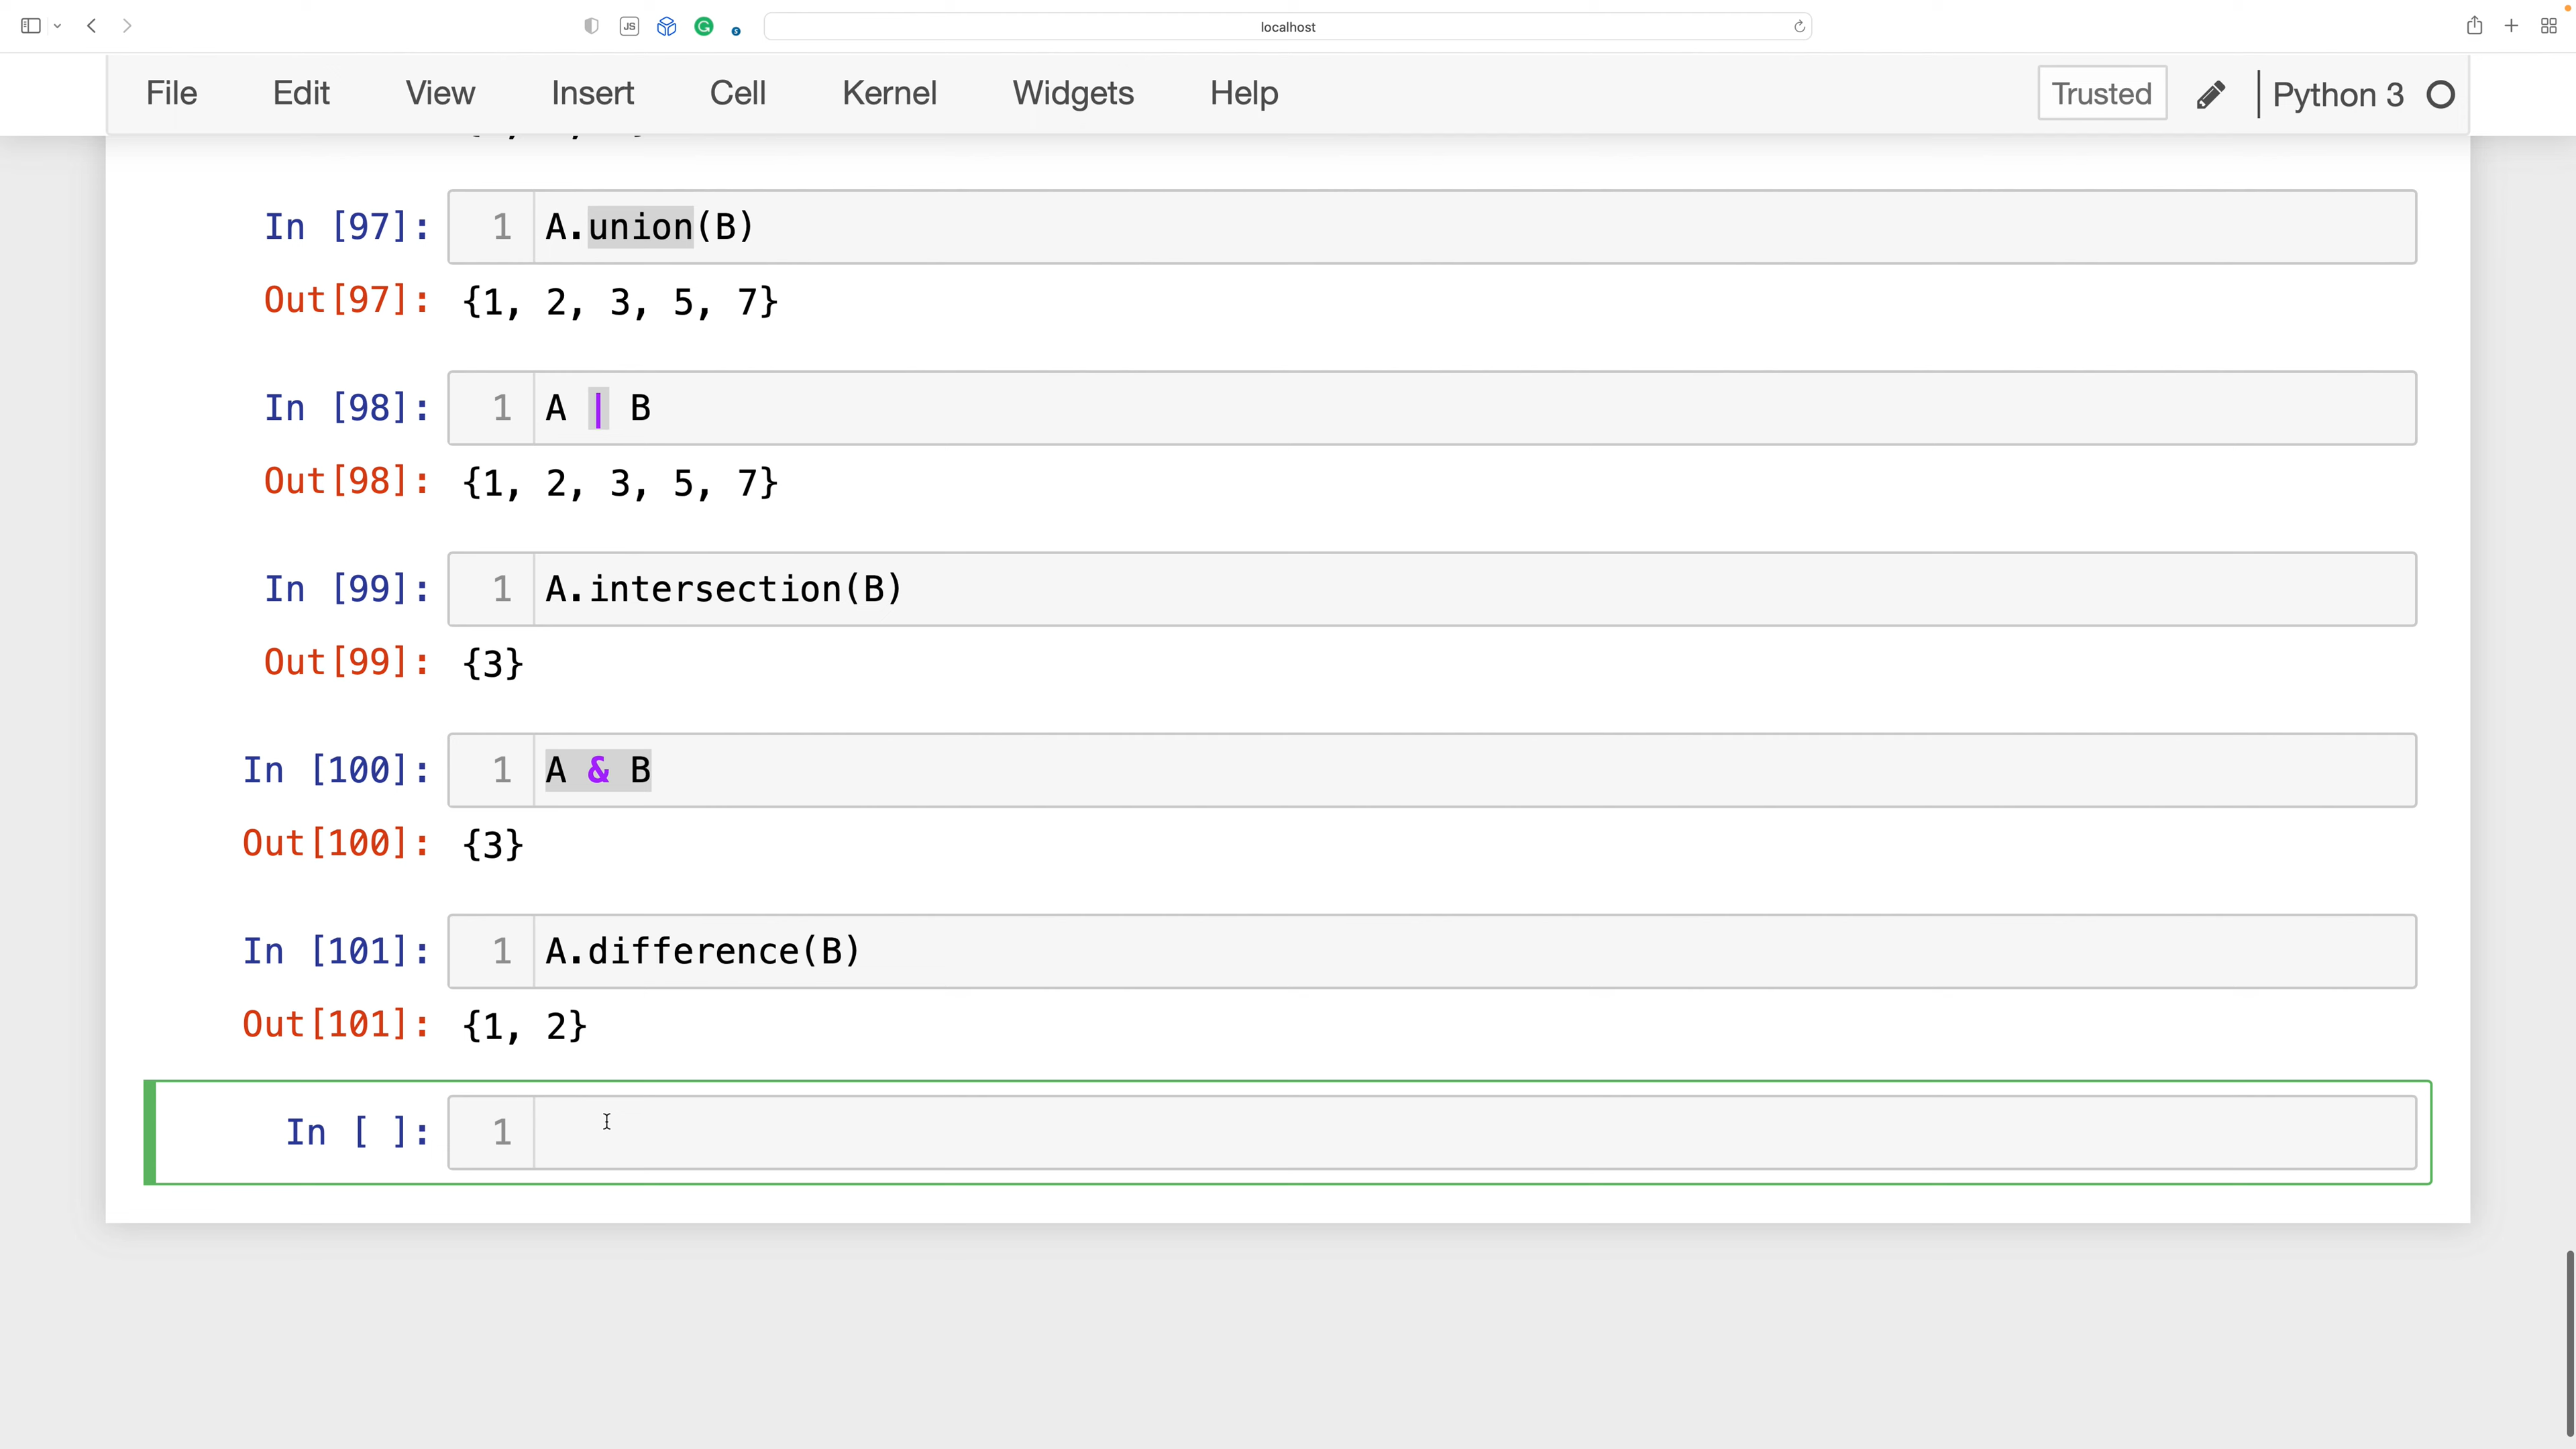 JS
G
localhost
File Edit View Insert Cell Kernel Widgets Help Trusted Python 3
In [97]: 1 A.union(B)
Out[97]: {1, 2, 3, 5, 7}
In [98]: 1 A | B
Out[98]: {1, 2, 3, 5, 7}
In [99]: 1 A.intersection(B)
Out[99]: {3}
In [100]: 1 A & B
Out[100]: {3}
In [101]: 1 A.difference(B)
Out[101]: {1, 2}
In [ ]: 1